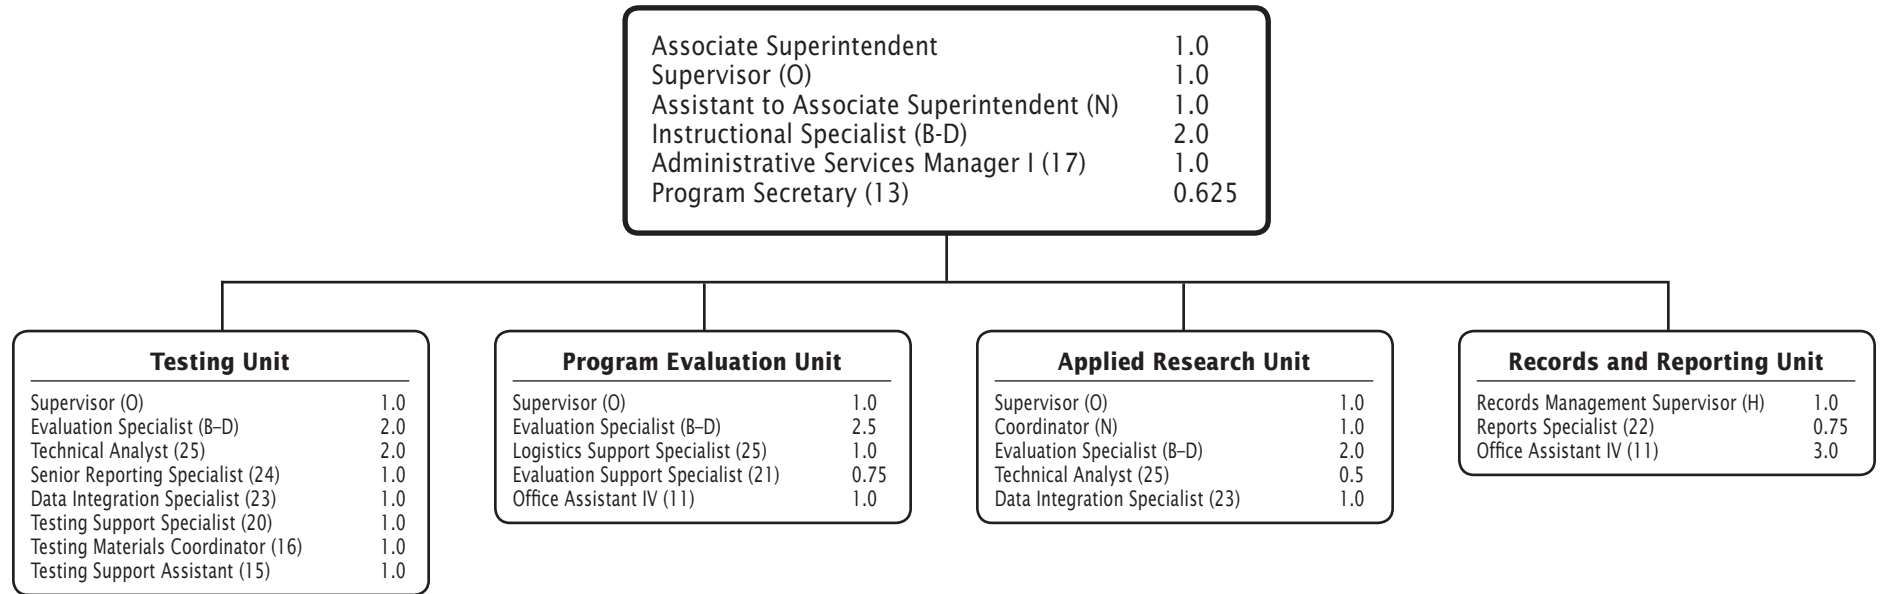 Associate Superintendent 1.0
Supervisor (O) 1.0
Assistant to Associate Superintendent (N) 1.0
Instructional Specialist (B-D) 2.0
Administrative Services Manager I (17) 1.0
Program Secretary (13) 0.625
Testing Unit
Supervisor (O) 1.0
Evaluation Specialist (B–D) 2.0
Technical Analyst (25) 2.0
Senior Reporting Specialist (24) 1.0
Data Integration Specialist (23) 1.0
Testing Support Specialist (20) 1.0
Testing Materials Coordinator (16) 1.0
Testing Support Assistant (15) 1.0
Program Evaluation Unit
Supervisor (O) 1.0
Evaluation Specialist (B–D) 2.5
Logistics Support Specialist (25) 1.0
Evaluation Support Specialist (21) 0.75
Office Assistant IV (11) 1.0
Applied Research Unit
Supervisor (O) 1.0
Coordinator (N) 1.0
Evaluation Specialist (B–D) 2.0
Technical Analyst (25) 0.5
Data Integration Specialist (23) 1.0
Records and Reporting Unit
Records Management Supervisor (H) 1.0
Reports Specialist (22) 0.75
Office Assistant IV (11) 3.0